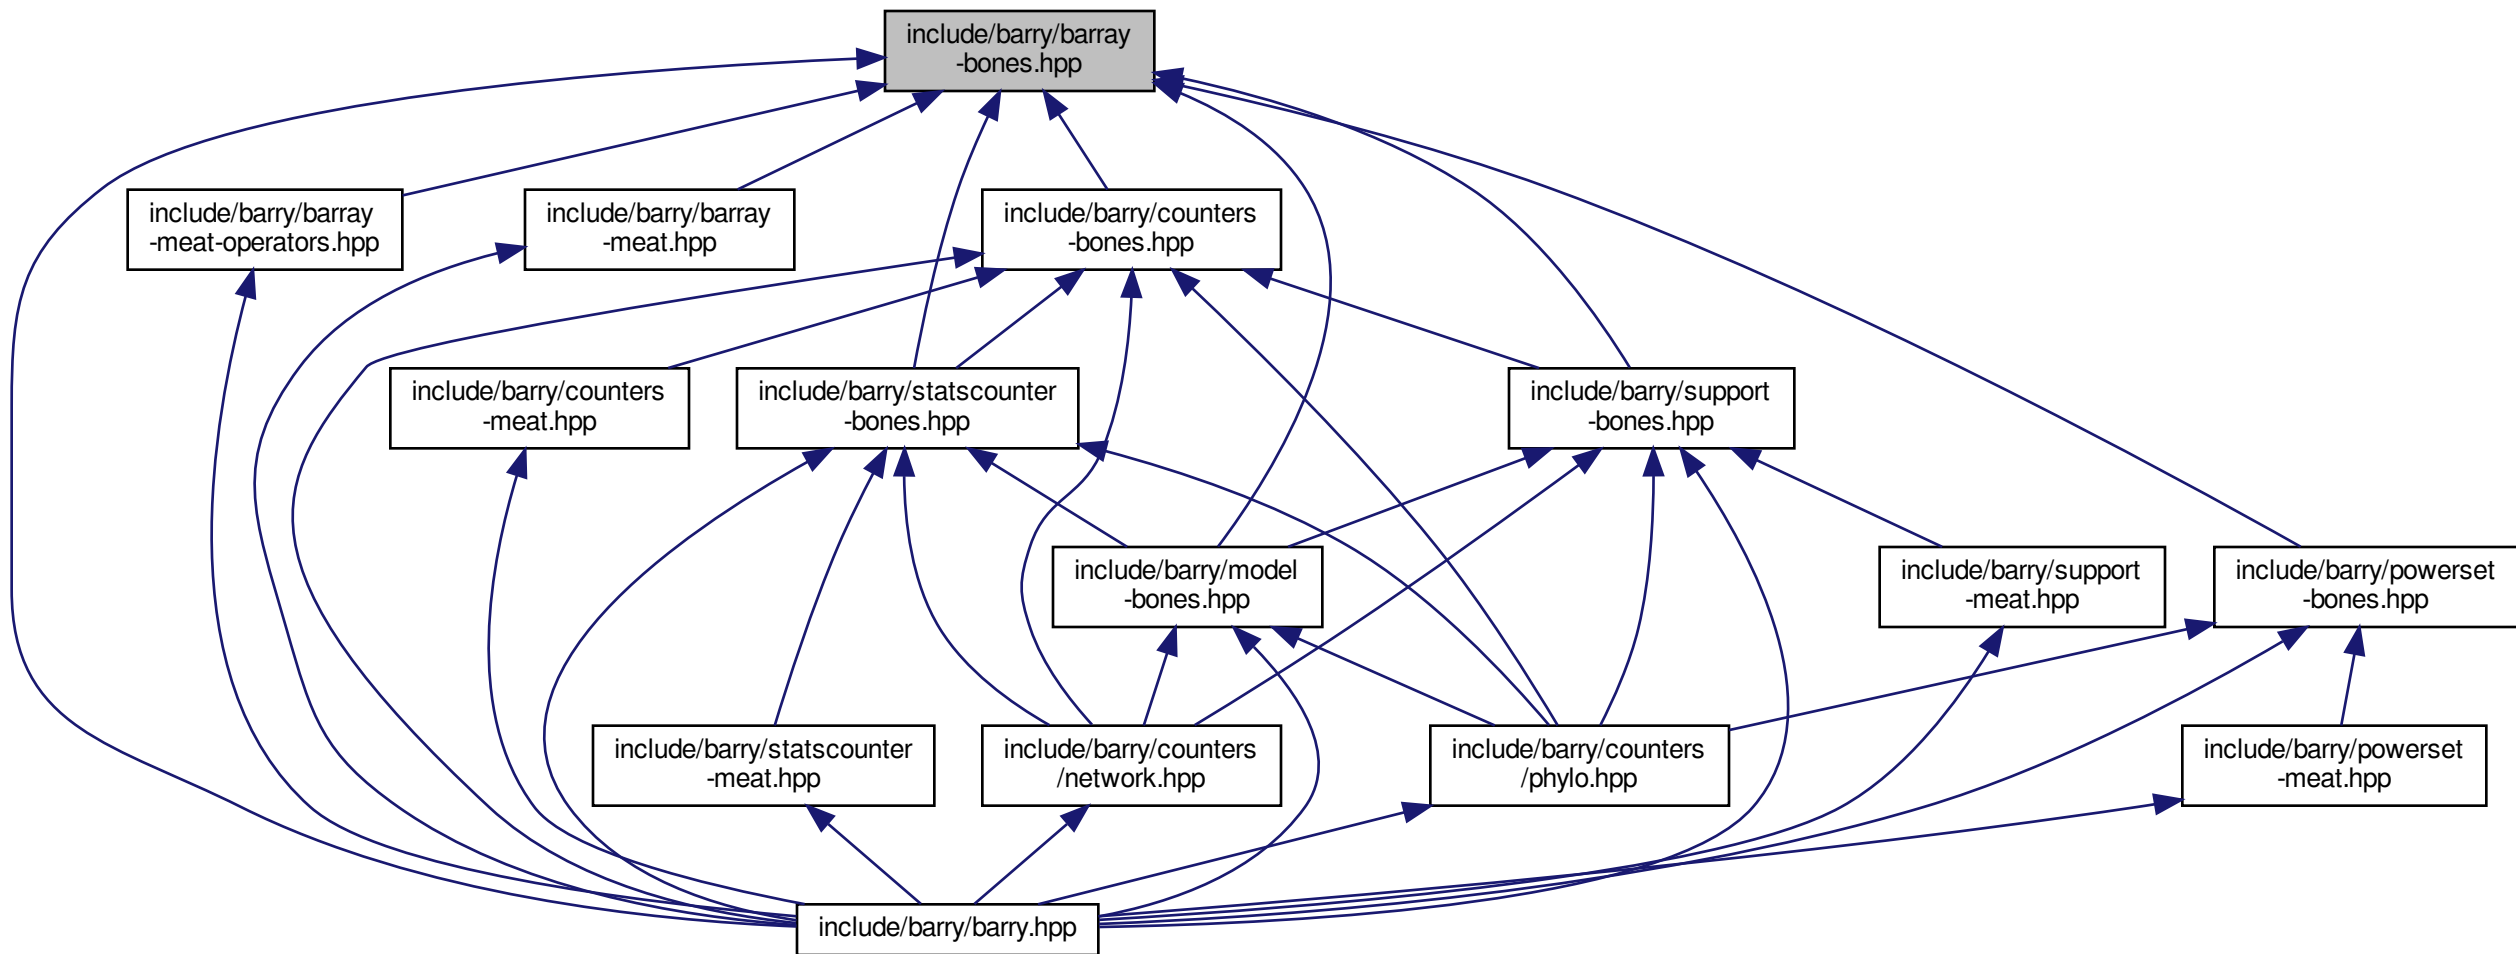 include/barry/barray
-bones.hpp
include/barry/barray
-meat-operators.hpp
include/barry/barray
-meat.hpp
include/barry/counters
-bones.hpp
include/barry/counters
-meat.hpp
include/barry/statscounter
-bones.hpp
include/barry/support
-bones.hpp
include/barry/model
-bones.hpp
include/barry/support
-meat.hpp
include/barry/powerset
-bones.hpp
include/barry/statscounter
-meat.hpp
include/barry/counters
/network.hpp
include/barry/counters
/phylo.hpp
include/barry/powerset
-meat.hpp
include/barry/barry.hpp